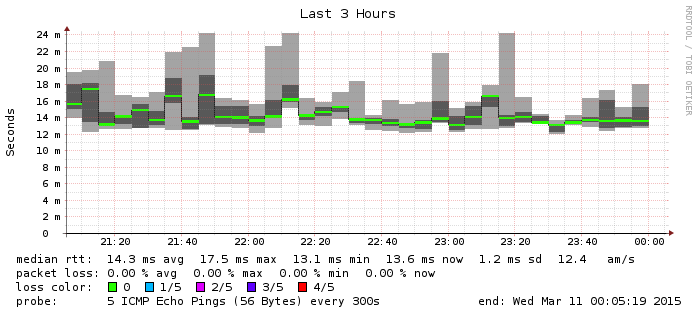 Last 3 Hours
RRDTOOL / TOBI OETIKER
Seconds
24 m
22 m
20 m
18 m
16 m
14 m
12 m
10 m
8 m
6 m
4 m
2 m
0
21:20 21:40 22:00 22:20 22:40 23:00 23:20 23:40 00:00
median rtt: 14.3 ms avg 17.5 ms max 13.1 ms min 13.6 ms now 1.2 ms sd 12.4 am/s
packet loss: 0.00 % avg 0.00 % max 0.00 % min 0.00 % now
loss color: 0 1/5 2/5 3/5 4/5
probe: 5 ICMP Echo Pings (56 Bytes) every 300s end: Wed Mar 11 00:05:19 2015